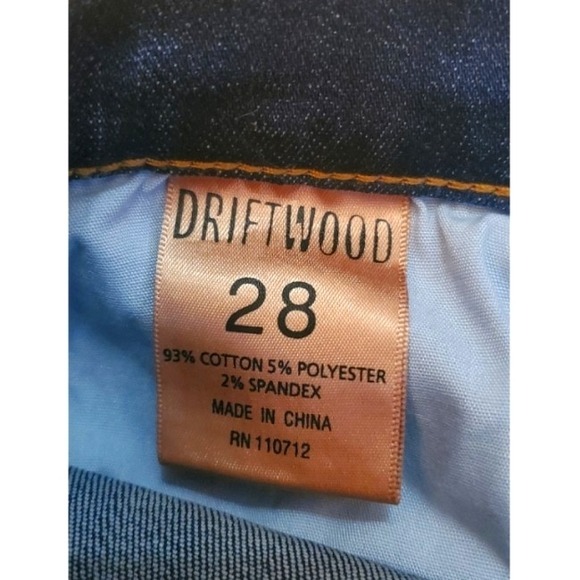 DRIFTWOOD
28
93% COTTON 5% POLYESTER
2% SPANDEX
MADE IN CHINA
RN 110712